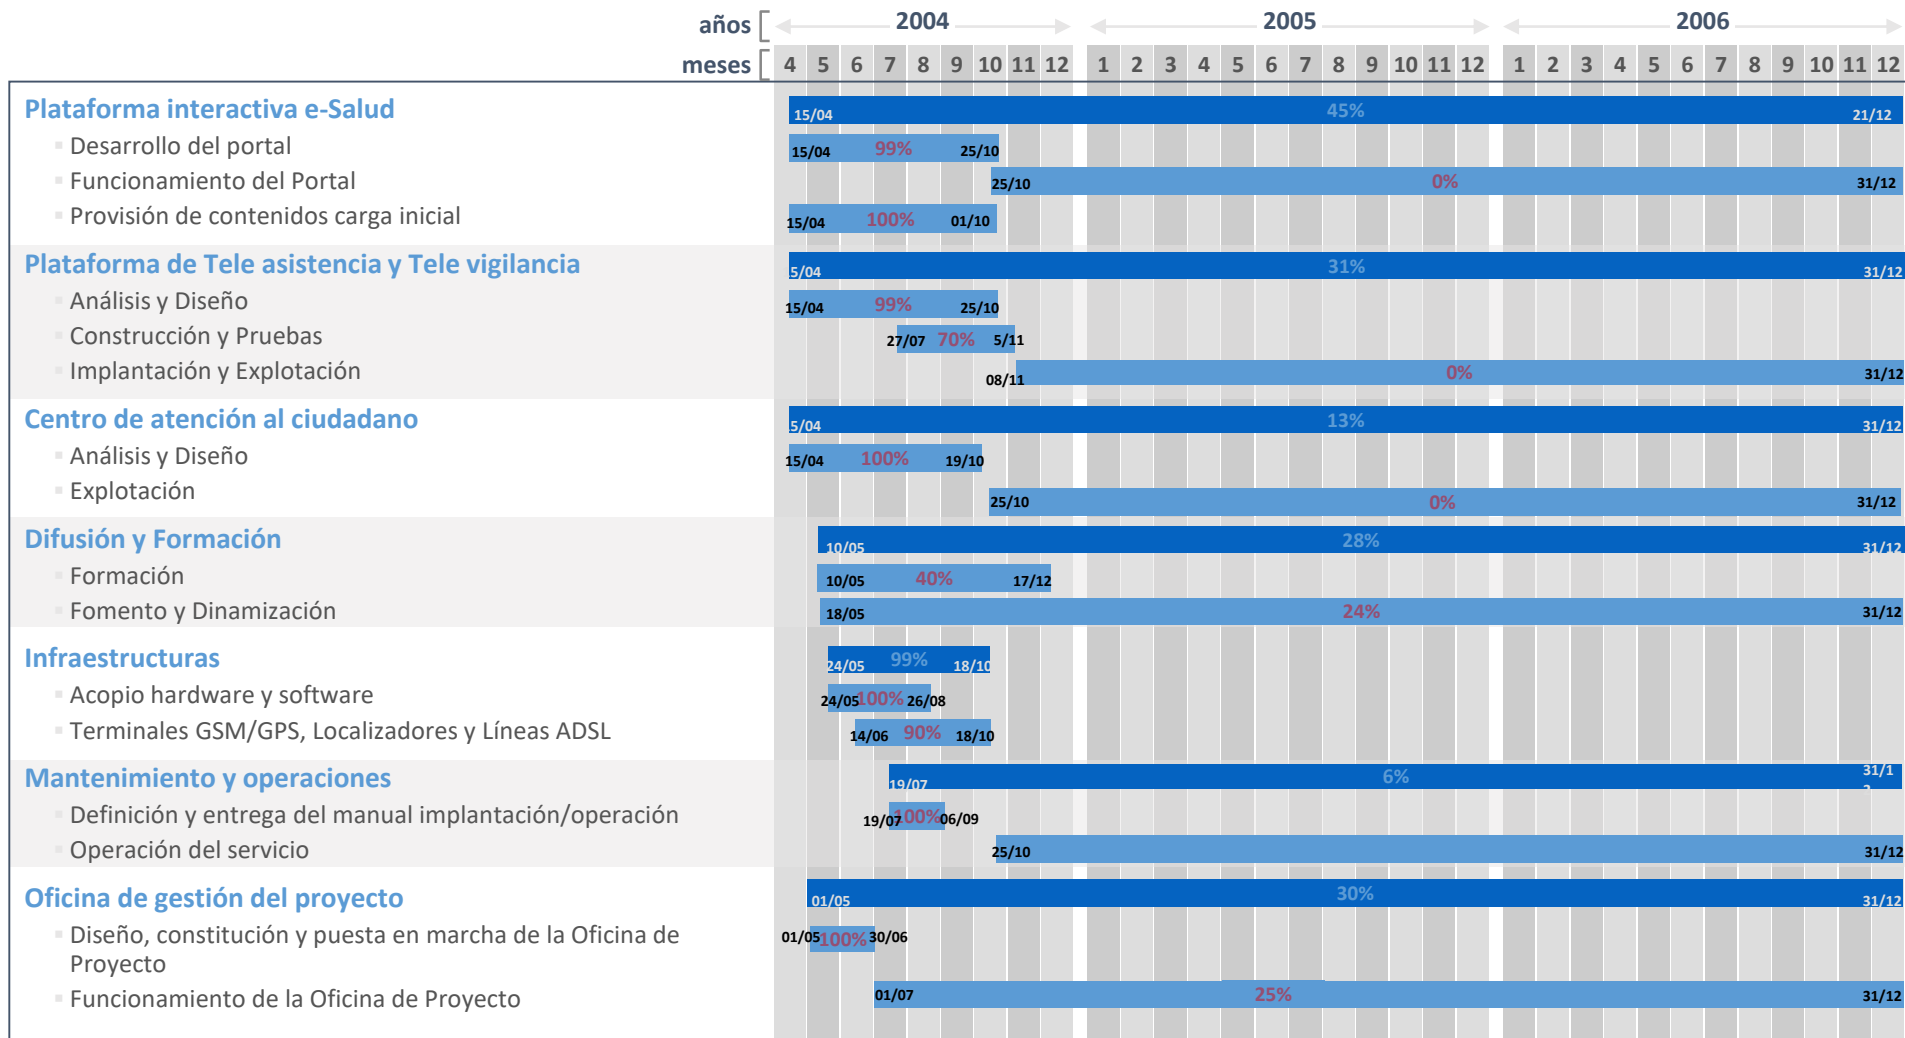 años 2004 2005 2006
meses 4 5 6 7 8 9 10 11 12 1 2 3 4 5 6 7 8 9 10 11 12 1 2 3 4 5 6 7 8 9 10 11 12
Plataforma interactiva e-Salud 15/04 45% 21/12
Desarrollo del portal 15/04 99% 25/10
Funcionamiento del Portal 25/10 0% 31/12
Provisión de contenidos carga inicial 15/04 100% 01/10
Plataforma de Tele asistencia y Tele vigilancia 5/04 31% 31/12
Análisis y Diseño 15/04 99% 25/10
Construcción y Pruebas 27/07 70% 5/11
Implantación y Explotación 08/11 0% 31/12
Centro de atención al ciudadano 5/04 13% 31/12
Análisis y Diseño 15/04 100% 19/10
Explotación 25/10 0% 31/12
Difusión y Formación 10/05 28% 31/12
Formación 10/05 40% 17/12
Fomento y Dinamización 18/05 24% 31/12
Infraestructuras 24/05 99% 18/10
Acopio hardware y software 24/05 100% 26/08
Terminales GSM/GPS, Localizadores y Líneas ADSL 14/06 90% 18/10
Mantenimiento y operaciones 19/07 6% 31/1
Definición y entrega del manual implantación/operación 19/07 100% 06/09
Operación del servicio 25/10 31/12
Oficina de gestión del proyecto 01/05 30% 31/12
Diseño, constitución y puesta en marcha de la Oficina de 01/05 100% 30/06
Proyecto
Funcionamiento de la Oficina de Proyecto 01/07 25% 31/12